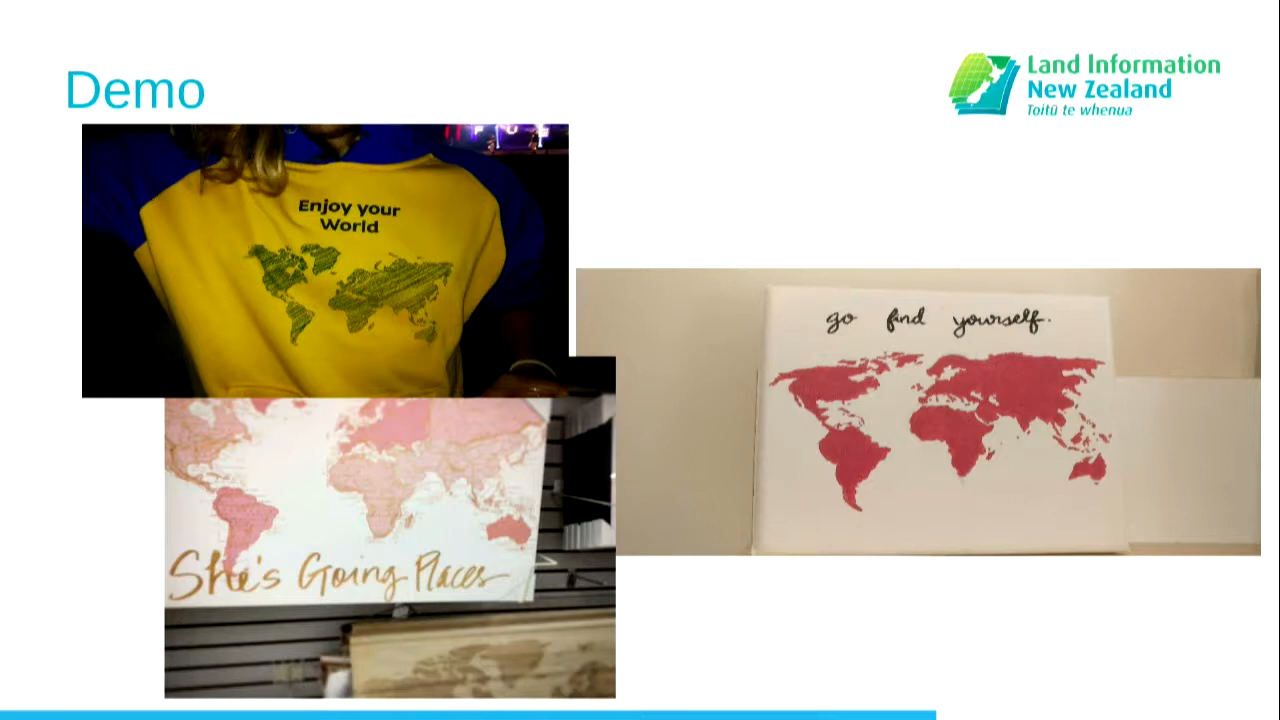 Demo
Land Information
New Zealand
Toitū te whenua
Enjoy your
World
go find yourself.
She's Going Places